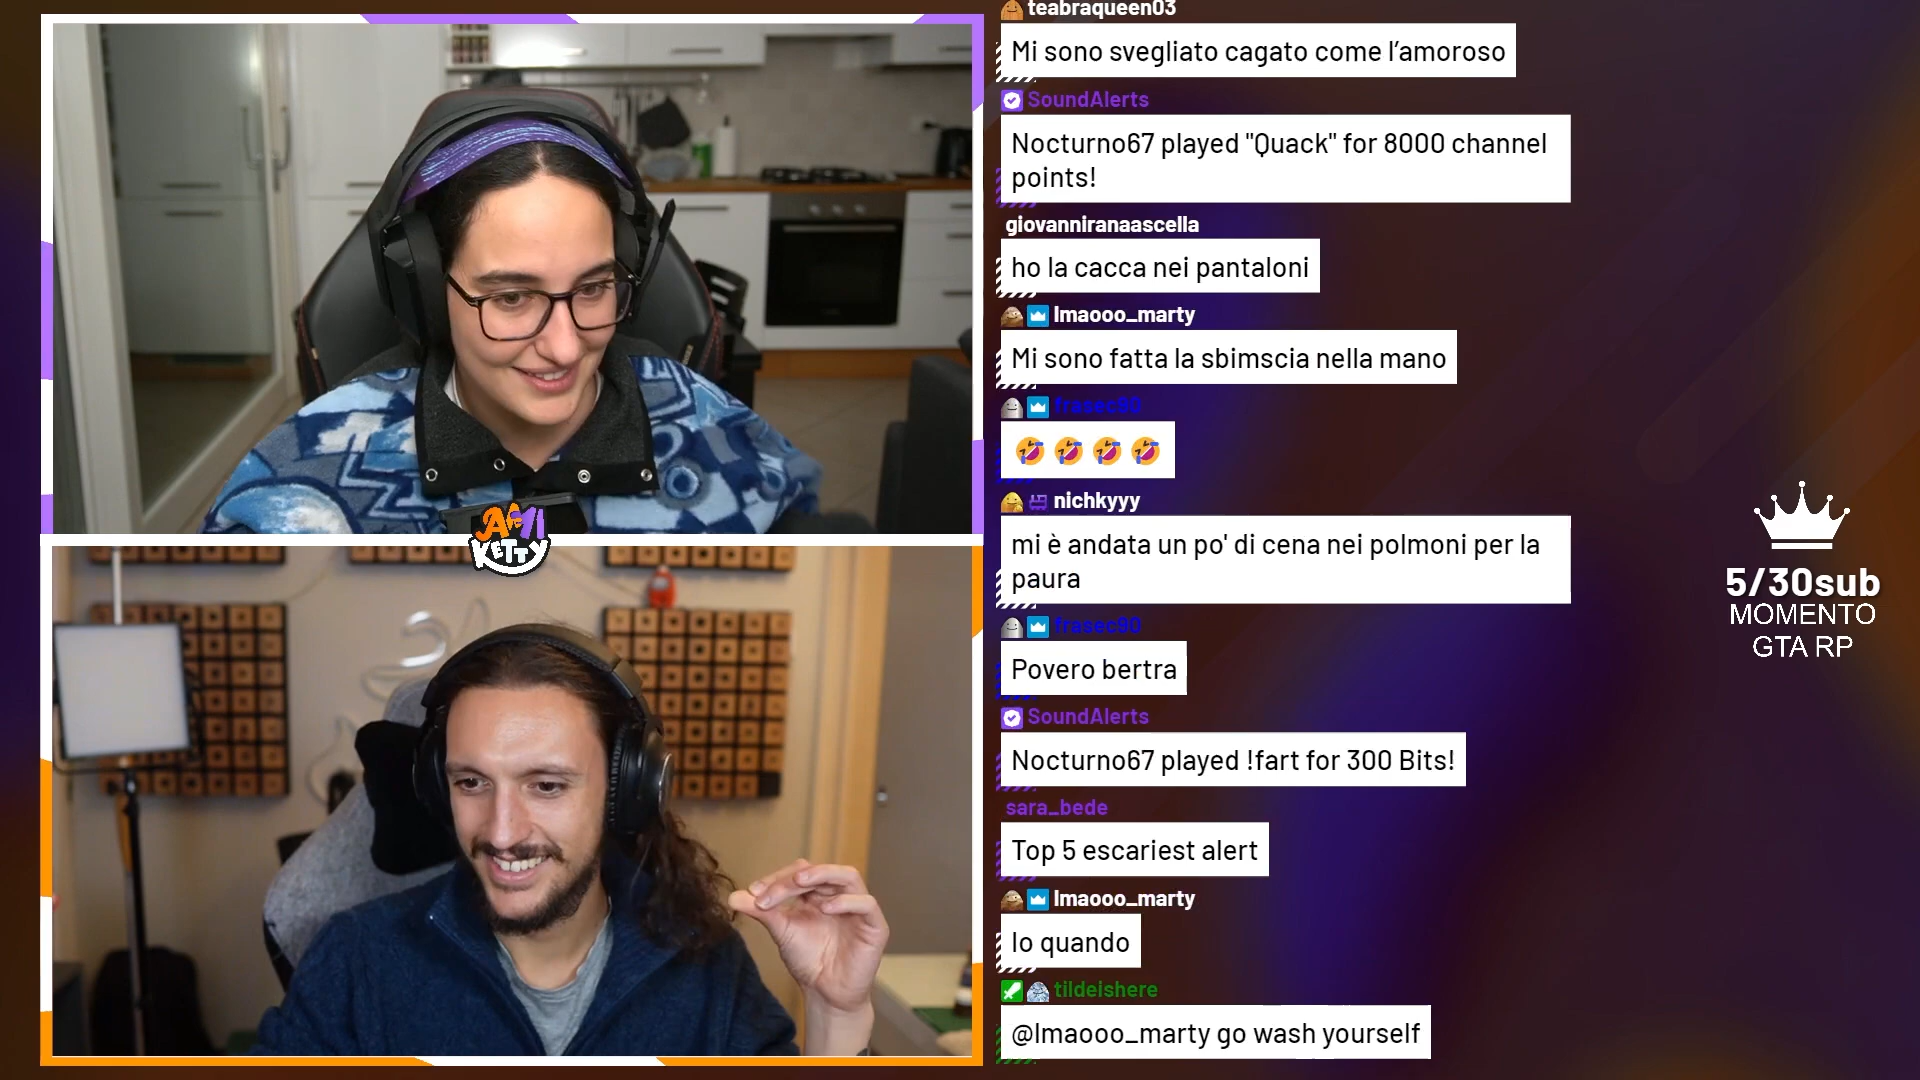 teabraqueen03
Mi sono svegliato cagato come l’amoroso
SoundAlerts
Nocturno67 played "Quack" for 8000 channel
points!
giovanniranaascella
ho la cacca nei pantaloni
lmaooo_marty
Mi sono fatta la sbimscia nella mano
frasec90
nichkyyy
mi è andata un po' di cena nei polmoni per la
paura
frasec90
Povero bertra
SoundAlerts
Nocturno67 played !fart for 300 Bits!
sara_bede
Top 5 escariest alert
lmaooo_marty
Io quando
tildeishere
@lmaooo_marty go wash yourself
KETTY
5/30sub
MOMENTO
GTA RP